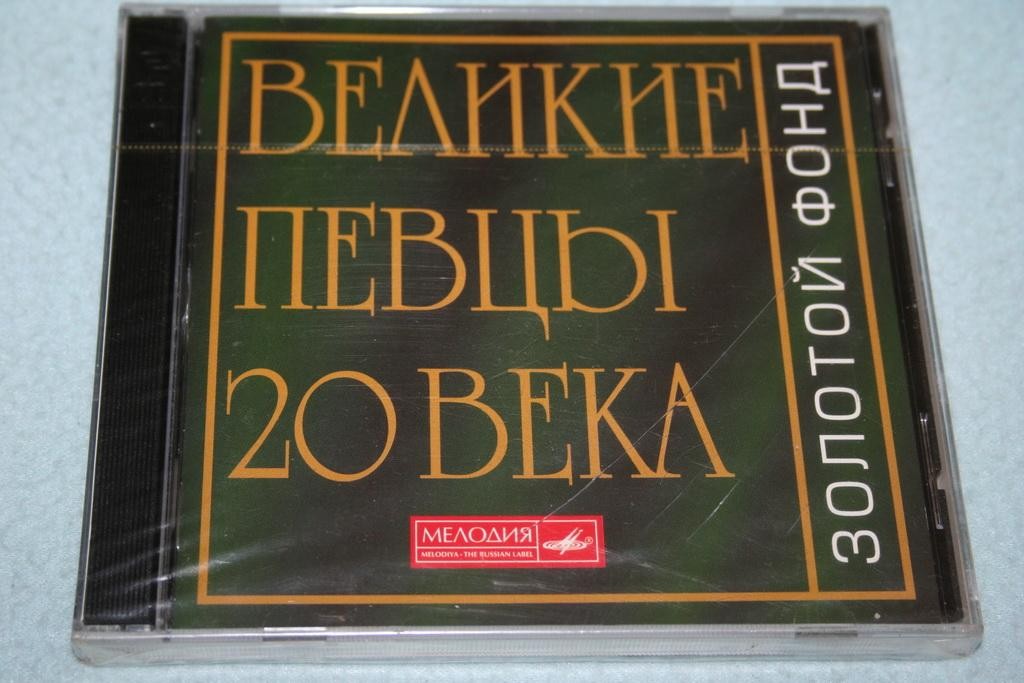 ВЕЛИКИЕ
ПЕВЦЫ
20 ВЕКА
ЗОЛОТОЙ ФОНД
МЕЛОДИЯ
MELODIYA - THE RUSSIAN LABEL